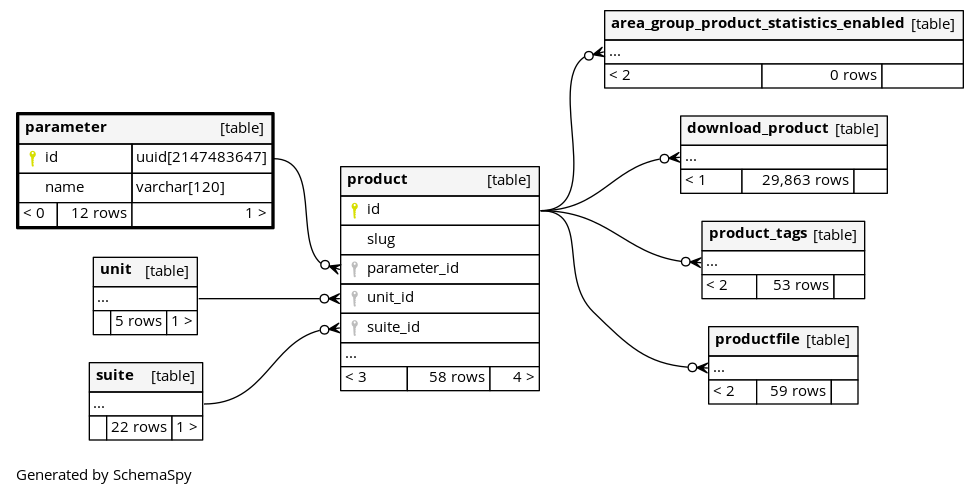 area_group_product_statistics_enabled [table]
...
< 2 0 rows
parameter [table]
id uuid[2147483647]
name varchar[120]
< 0 12 rows 1 >
download_product [table]
...
< 1 29,863 rows
product [table]
id
slug
parameter_id
unit_id
suite_id
...
< 3 58 rows 4 >
product_tags [table]
...
< 2 53 rows
unit [table]
...
5 rows 1 >
productfile [table]
...
< 2 59 rows
suite [table]
...
22 rows 1 >
Generated by SchemaSpy